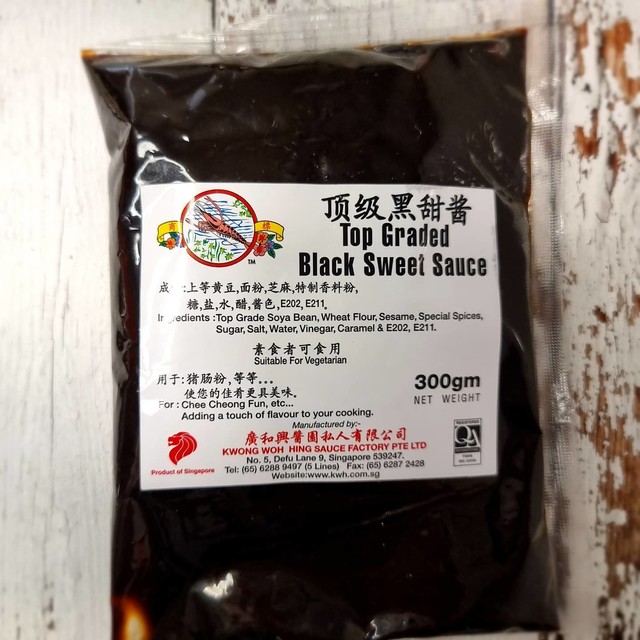 商 標
TM
顶级黑甜酱
Top Graded
Black Sweet Sauce
成份:上等黄豆,面粉,芝麻,特制香料粉,
糖,盐,水,醋,酱色,E202, E211,
Ingredients :Top Grade Soya Bean, Wheat Flour, Sesame, Special Spices,
Sugar, Salt, Water, Vinegar, Caramel & E202, E211.
素食者可食用
Suitable For Vegetarian
用于:猪肠粉,等等...
使您的佳肴更具美味。
For : Chee Cheong Fun, etc...
Adding a touch of flavour to your cooking.
300gm
NET WEIGHT
Manufactured by:-
廣和興醬園私人有限公司
KWONG WOH HING SAUCE FACTORY PTE LTD
No. 5, Defu Lane 9, Singapore 539247.
Tel: (65) 6288 9497 (5 Lines) Fax: (65) 6287 2428
Website:www.kwh.com.sg
Product of Singapore
QA